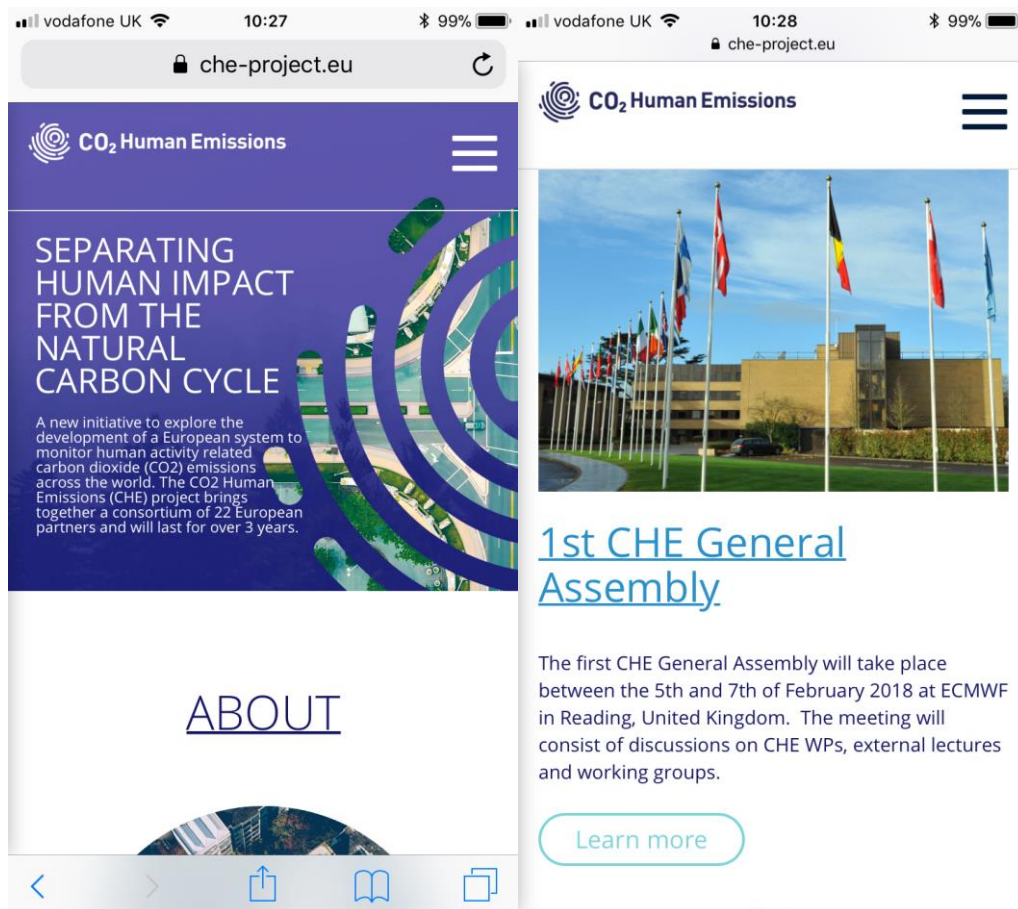 vodafone UK 10:27 99%
che-project.eu
CO₂ Human Emissions
SEPARATING
HUMAN IMPACT
FROM THE
NATURAL
CARBON CYCLE
A new initiative to explore the
development of a European system to
monitor human activity related
carbon dioxide (CO2) emissions
across the world. The CO2 Human
Emissions (CHE) project brings
together a consortium of 22 European
partners and will last for over 3 years.
ABOUT
vodafone UK 10:28 99%
che-project.eu
CO₂ Human Emissions
1st CHE General
Assembly
The first CHE General Assembly will take place
between the 5th and 7th of February 2018 at ECMWF
in Reading, United Kingdom. The meeting will
consist of discussions on CHE WPs, external lectures
and working groups.
Learn more